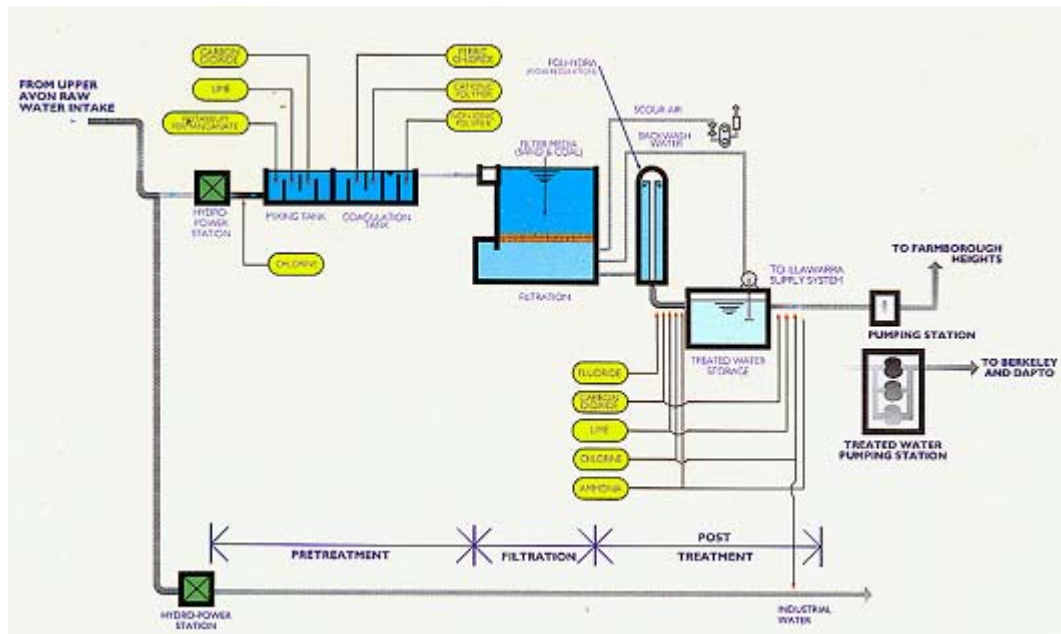 FROM UPPER
AVON RAW
WATER INTAKE
CARBON
DIOXIDE
LIME
POTASSIUM
PERMANGANATE
FERRIC
CHLORIDE
CATIONIC
POLYMER
NON IONIC
POLYMER
HYDRO-
POWER
STATION
MIXING TANK
COAGULATION
TANK
CHLORINE
FILTER MEDIA
(SAND & COAL)
FILTRATION
(FLOW REGULATION)
SCOUR AIR
BACKWASH
WATER
TO ILLAWARRA
SUPPLY SYSTEM
TREATED WATER
STORAGE
TO FARMBOROUGH
HEIGHTS
PUMPING STATION
TO BERKELEY
AND DAPTO
TREATED WATER
PUMPING STATION
FLUORIDE
CARBON
DIOXIDE
LIME
CHLORINE
AMMONIA
PRETREATMENT
FILTRATION
POST
TREATMENT
HYDRO-POWER
STATION
INDUSTRIAL
WATER